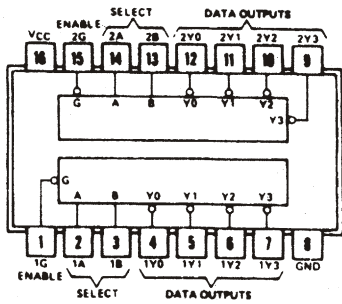 SELECT
ENABLE DATA OUTPUTS
VCC 2G 2A 2B 2Y0 2Y1 2Y2 2Y3
16 15 14 13 12 11 10 9
G A B Y0 Y1 Y2
Y3
G
A B Y0 Y1 Y2 Y3
1 2 3 4 5 6 7 8
1G 1A 1B 1Y0 1Y1 1Y2 1Y3 GND
ENABLE
SELECT DATA OUTPUTS